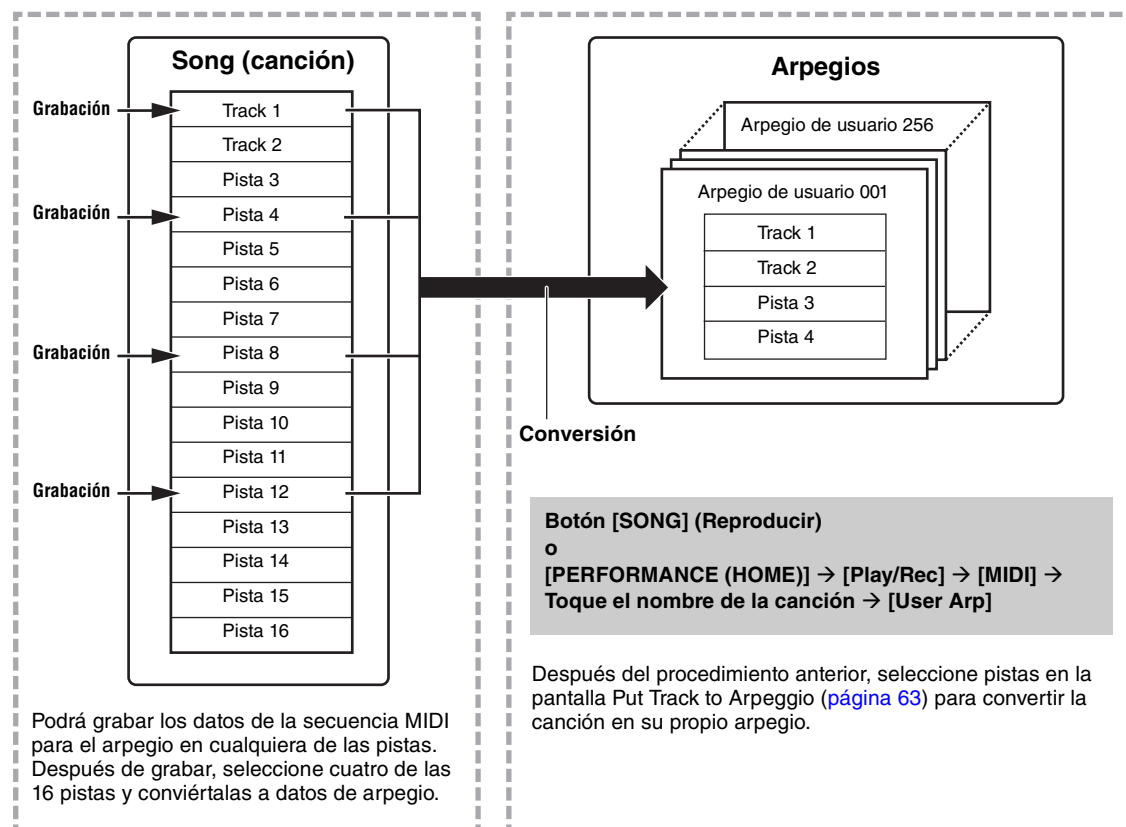 Song (canción)
Grabación
Track 1
Track 2
Pista 3
Grabación
Pista 4
Pista 5
Pista 6
Pista 7
Grabación
Pista 8
Pista 9
Pista 10
Pista 11
Grabación
Pista 12
Pista 13
Pista 14
Pista 15
Pista 16
Podrá grabar los datos de la secuencia MIDI
para el arpegio en cualquiera de las pistas.
Después de grabar, seleccione cuatro de las
16 pistas y conviértalas a datos de arpegio.
Arpegios
Arpegio de usuario 256
Arpegio de usuario 001
Track 1
Track 2
Pista 3
Pista 4
Conversión
Botón [SONG] (Reproducir)
o
[PERFORMANCE (HOME)] → [Play/Rec] → [MIDI] →
Toque el nombre de la canción → [User Arp]
Después del procedimiento anterior, seleccione pistas en la
pantalla Put Track to Arpeggio (página 63) para convertir la
canción en su propio arpegio.